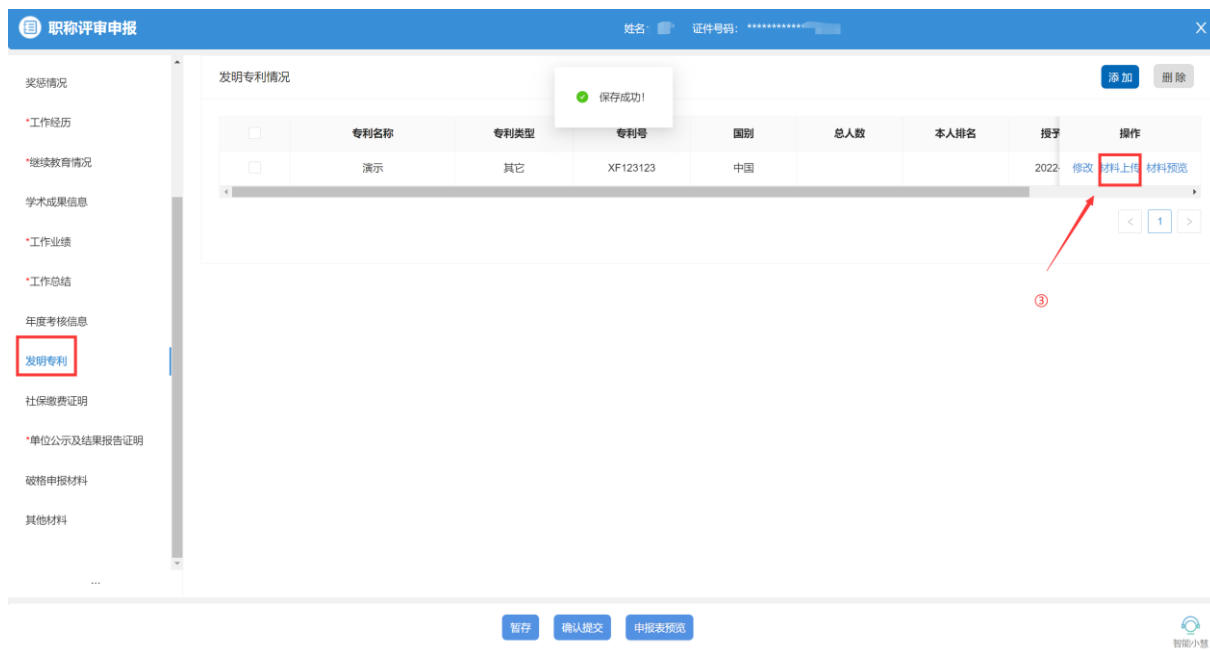 职称评审申报
姓名: 证件号码: ************ X
奖惩情况
*工作经历
*继续教育情况
学术成果信息
*工作业绩
*工作总结
年度考核信息
发明专利
社保缴费证明
*单位公示及结果报告证明
破格申报材料
其他材料
...
发明专利情况
保存成功!
添加 删除
专利名称 专利类型 专利号 国别 总人数 本人排名 授予 操作
演示 其它 XF123123 中国 2022- 修改 材料上传 材料预览
< 1 >
③
暂存 确认提交 申报表预览
智能小慧